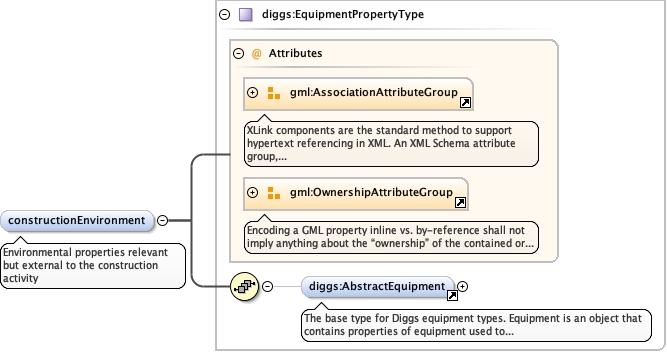 diggs:EquipmentPropertyType
@ Attributes
gml:AssociationAttributeGroup
XLink components are the standard method to support
hypertext referencing in XML. An XML Schema attribute
group,...
gml:OwnershipAttributeGroup
Encoding a GML property inline vs. by-reference shall not
imply anything about the “ownership” of the contained or...
constructionEnvironment
Environmental properties relevant
but external to the construction
activity
diggs:AbstractEquipment
The base type for Diggs equipment types. Equipment is an object that
contains properties of equipment used to...